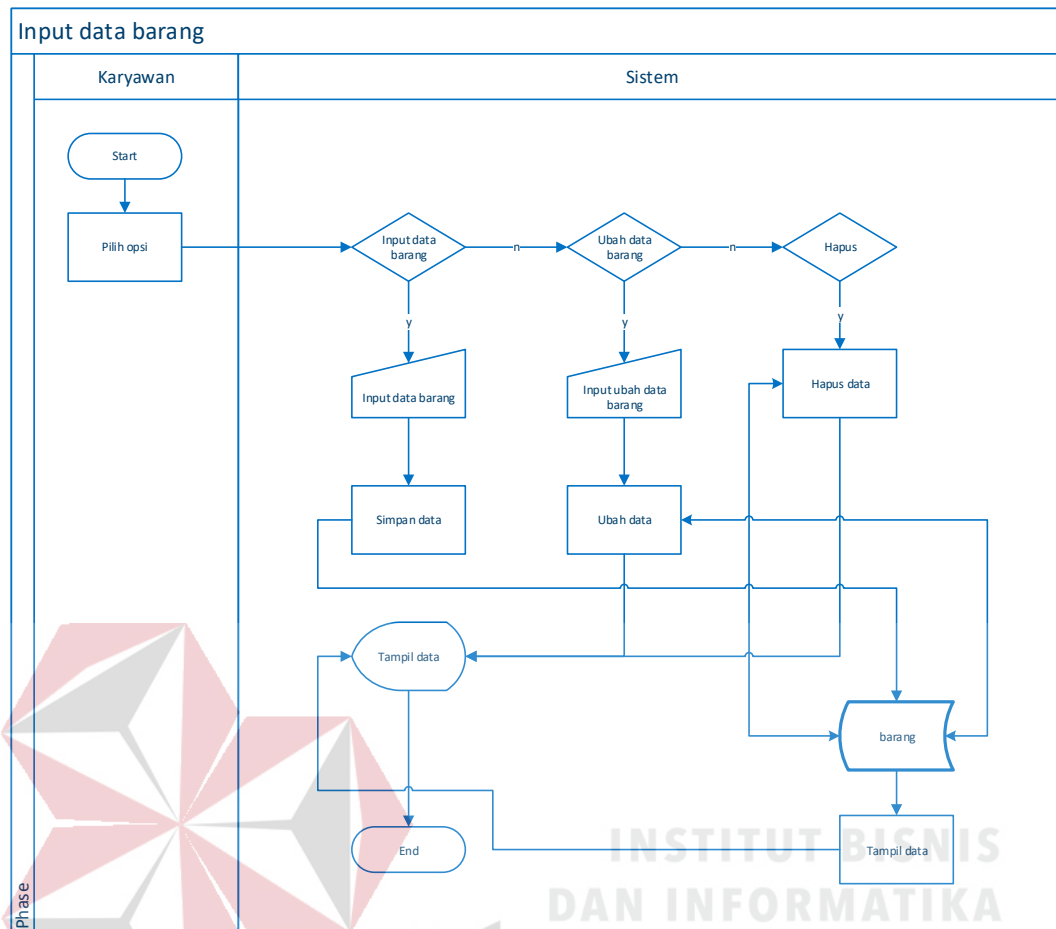 Input data barang
Karyawan
Sistem
Start
Pilih opsi
Input data
barang
n
Ubah data
barang
n
Hapus
y
y
y
Input data barang
Input ubah data
barang
Hapus data
Simpan data
Ubah data
Tampil data
barang
End
Tampil data
INSTITUT BISNIS
DAN INFORMATIKA
Phase